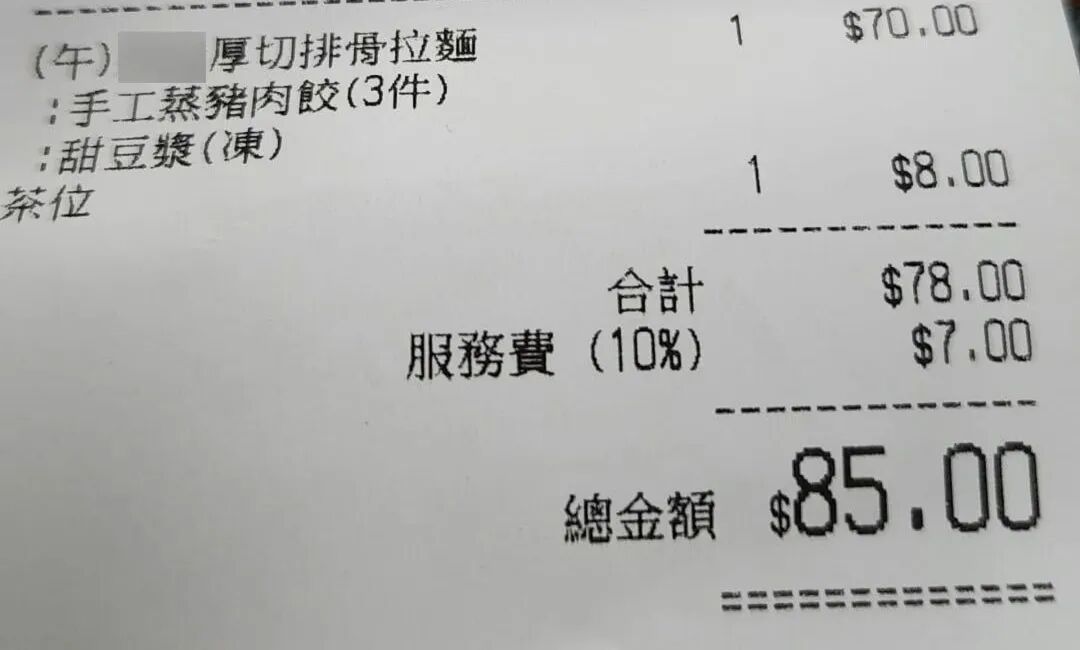 (午) 厚切排骨拉麵 1 $70.00
:手工蒸豬肉餃(3件)
:甜豆漿(凍)
茶位 1 $8.00
合計 $78.00
服務費 (10%) $7.00
總金額 $85.00